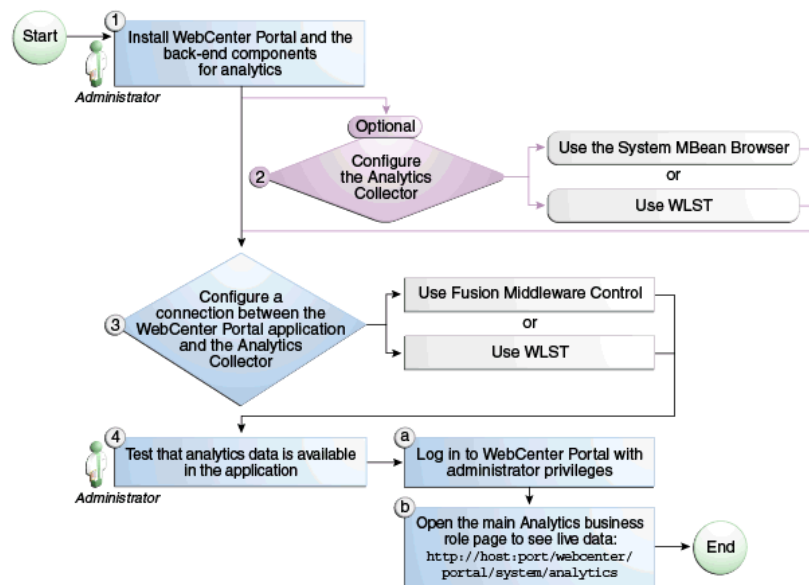 Start
1
Install WebCenter Portal and the
back-end components
for analytics
Administrator
Optional
2
Configure
the Analytics
Collector
Use the System MBean Browser
or
Use WLST
3
Configure a
connection between the
WebCenter Portal application
and the Analytics
Collector
Use Fusion Middleware Control
or
Use WLST
4
Test that analytics data is available
in the application
Administrator
a
Log in to WebCenter Portal with
administrator privileges
b
Open the main Analytics business
role page to see live data:
http://host:port/webcenter/
portal/system/analytics
End